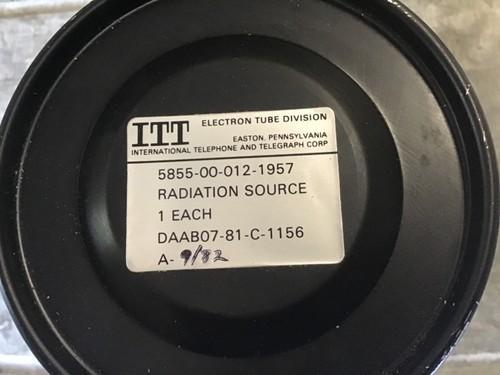 ITT ELECTRON TUBE DIVISION
EASTON, PENNSYLVANIA
INTERNATIONAL TELEPHONE AND TELEGRAPH CORP
5855-00-012-1957
RADIATION SOURCE
1 EACH
DAAB07-81-C-1156
A- 9/82